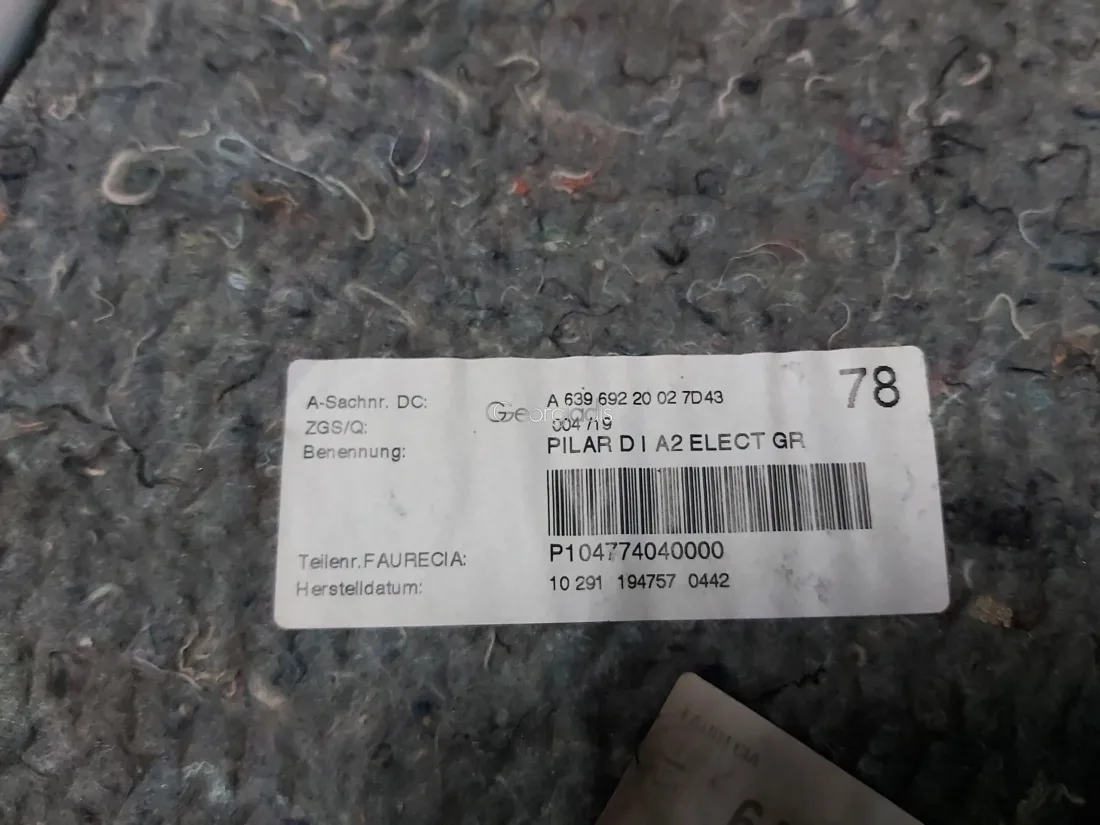 78
A-Sachnr. DC: A 639 692 20 02 7D43
ZGS/Q: 004 /19
Benennung: PILAR D I A2 ELECT GR
Teilenr.FAURECIA: P104774040000
Herstelldatum: 10 291 194757 0442
FAURECIA